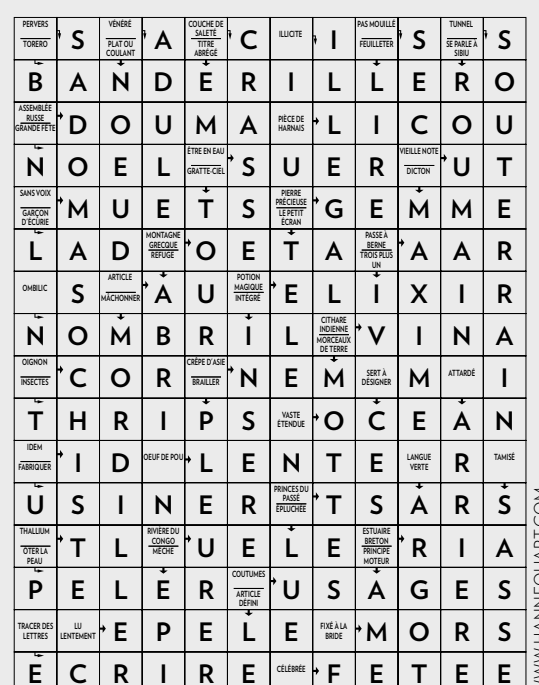 PERVERS TORERO S VÉNÉRÉ PLAT OU COULANT A COUCHE DE SALETÉ TITRE ABRÉGÉ C ILLICITE I PAS MOUILLÉ FEUILLETER S TUNNEL SE PARLE A SIBIU S
B A N D E R I L L E R O
ASSEMBLÉE RUSSE GRANDE FÊTE D O U M A PIÈCE DE HARNAIS L I C O U
N O E L ÊTRE EN EAU GRATTE-CIEL S U E R VIEILLE NOTE DICTON U T
SANS VOIX GARÇON D'ÉCURIE M U E T S PIERRE PRÉCIEUSE LE PETIT ÉCRAN G E M M E
L A D MONTAGNE GRECQUE REFUGE O E T A PASSE À BERNE TROIS PLUS UN A A R
OMBILIC S ARTICLE MÂCHONNER A U POTION MAGIQUE INTÉGRÉ E L I X I R
N O M B R I L CITHARE INDIENNE MORCEAUX DE TERRE V I N A
OIGNON INSECTES C O R CRÊPE D'ASIE BRAILLER N E M SERT À DÉSIGNER M ATTARDÉ I
T H R I P S VASTE ÉTENDUE O C E A N
IDEM FABRIQUER I D OEUF DE POU L E N T E LANGUE VERTE R TAMISÉ
U S I N E R PRINCES DU PASSÉ EPLUCHÉE T S A R S
THALLIUM ÔTER LA PEAU T L RIVIÈRE DU CONGO MÈCHE U E L E ESTUAIRE BRETON PRINCIPE MOTEUR R I A
P E L E R COUTUMES ARTICLE DÉFINI U S A G E S
TRACER DES LETTRES LU LENTEMENT E P E L E FIXÉ À LA BRIDE M O R S
E C R I R E CÉLÉBRÉE F E T E E
WWW.HANNEQUART.COM